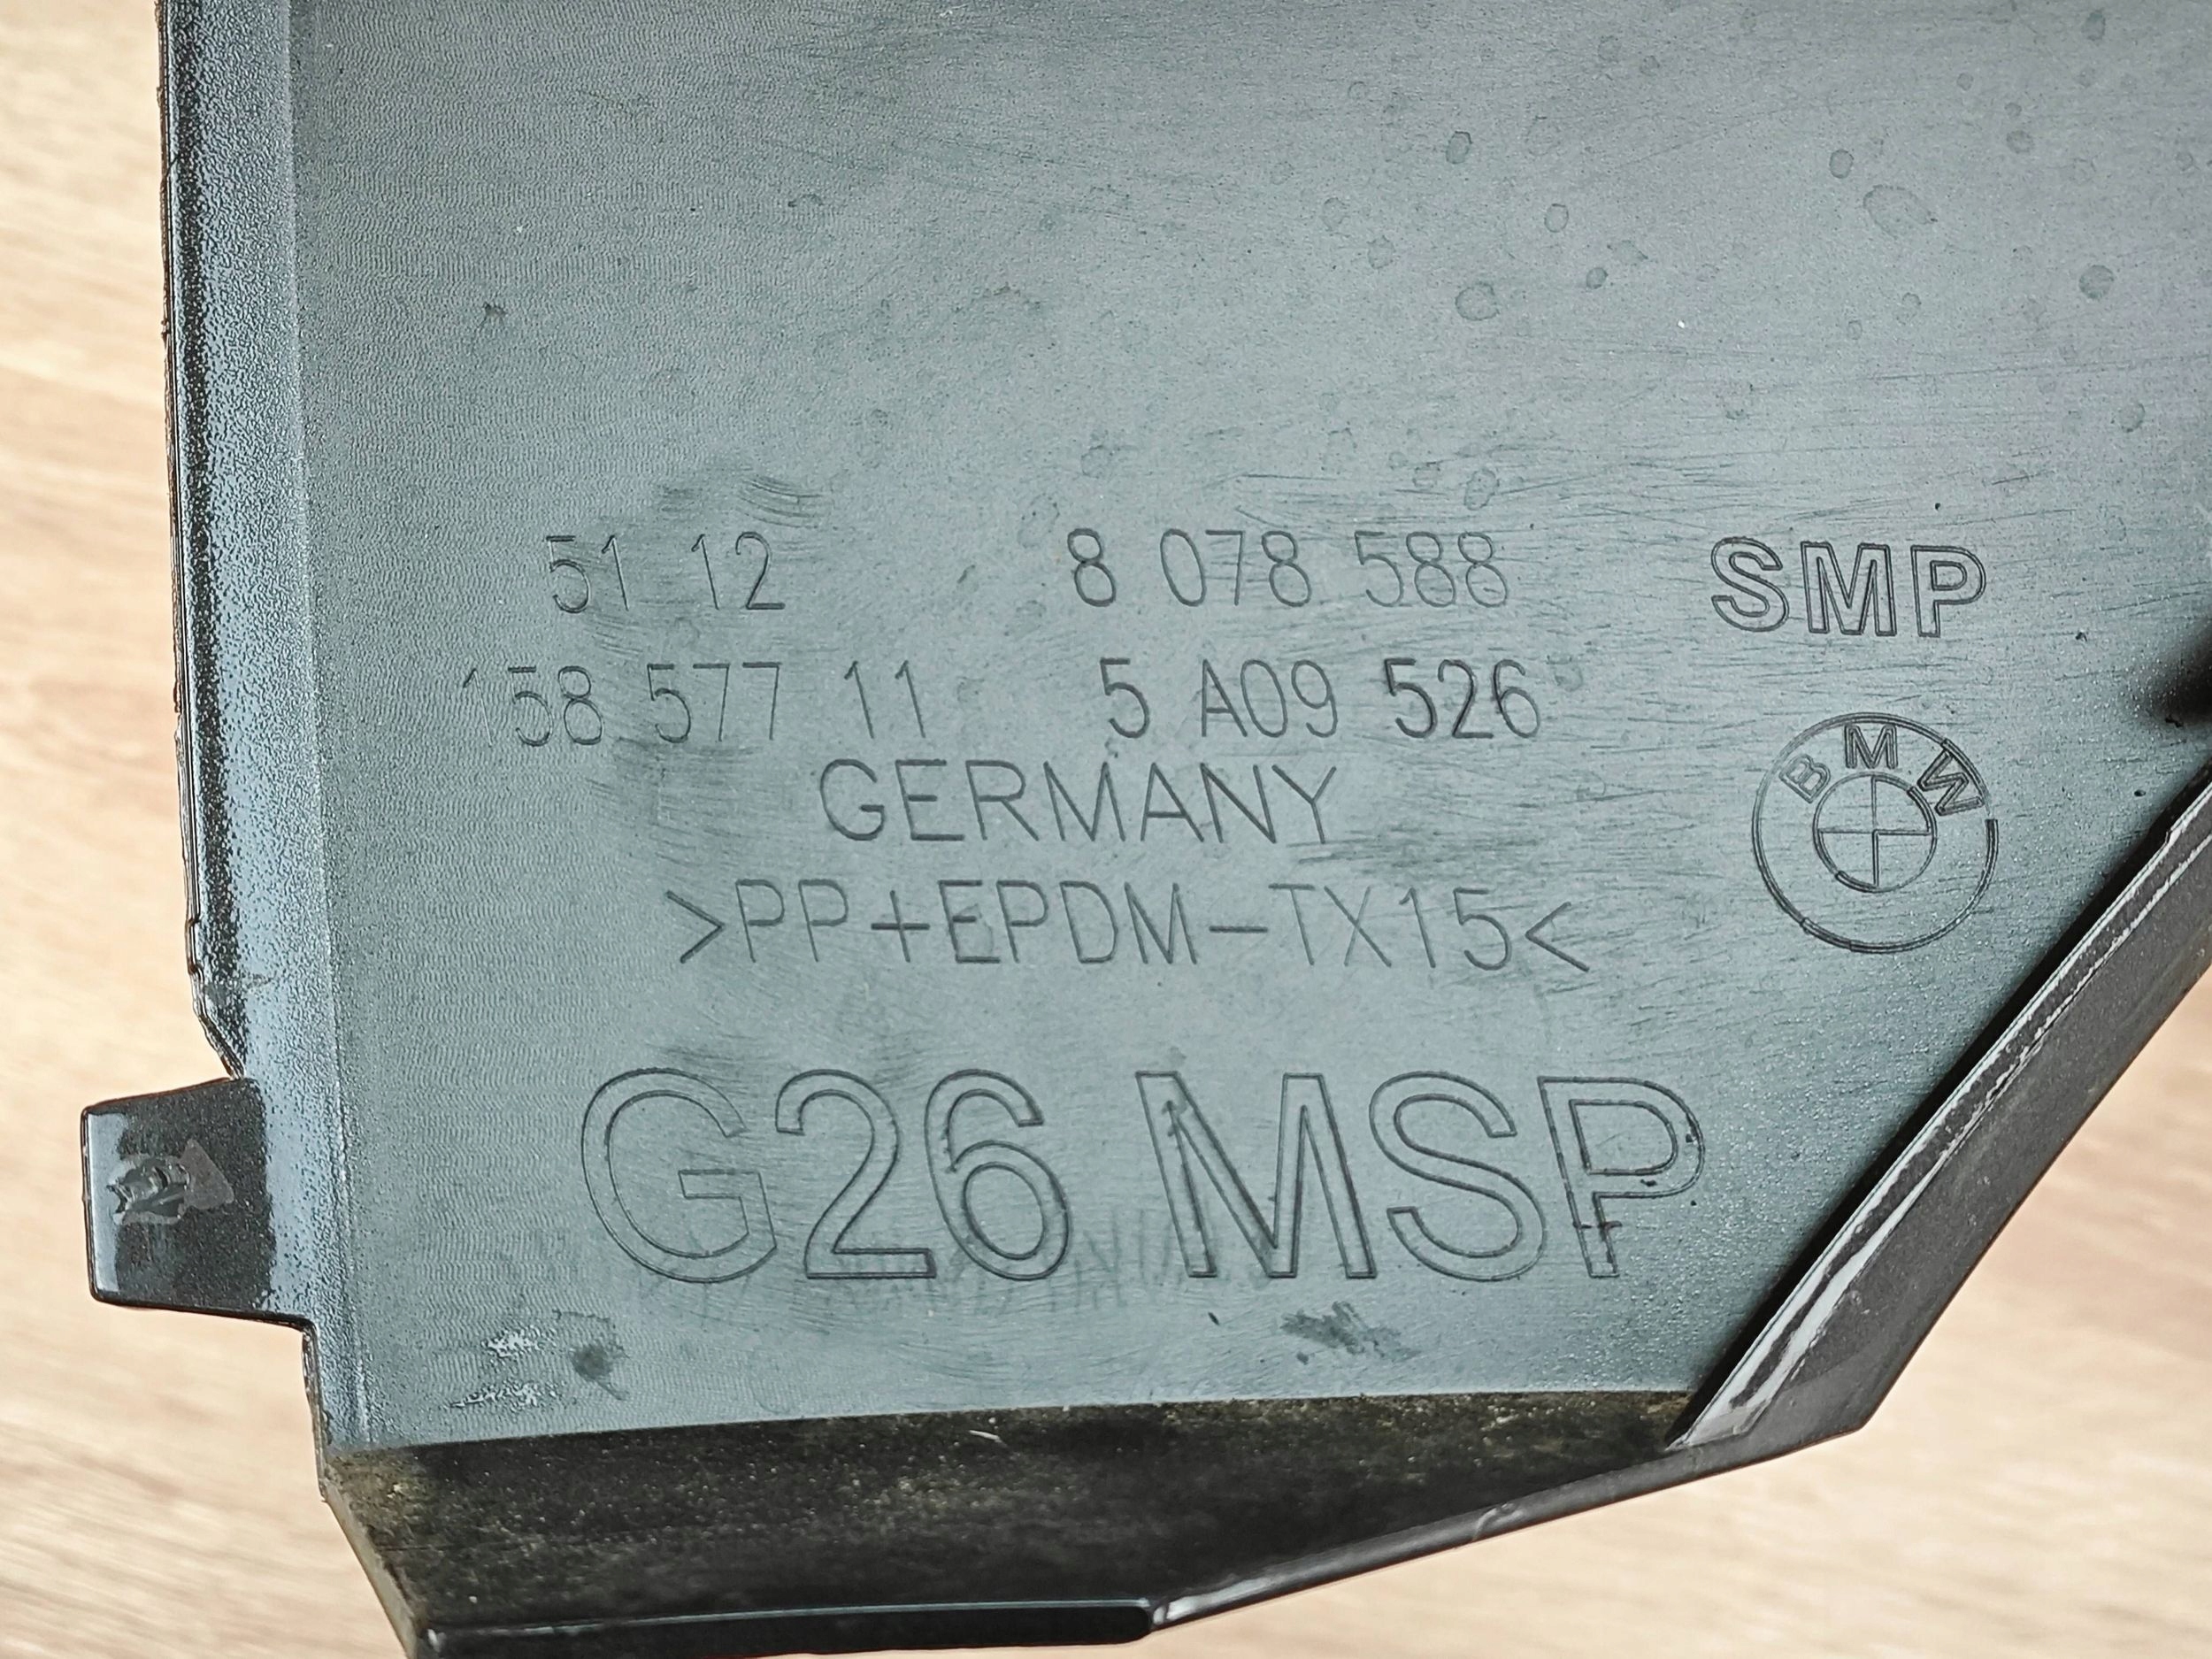 51 12 8 078 588 SMP
158 577 11 5 A09 526
BMW
GERMANY
>PP+EPDM-TX15<
G26 MSP